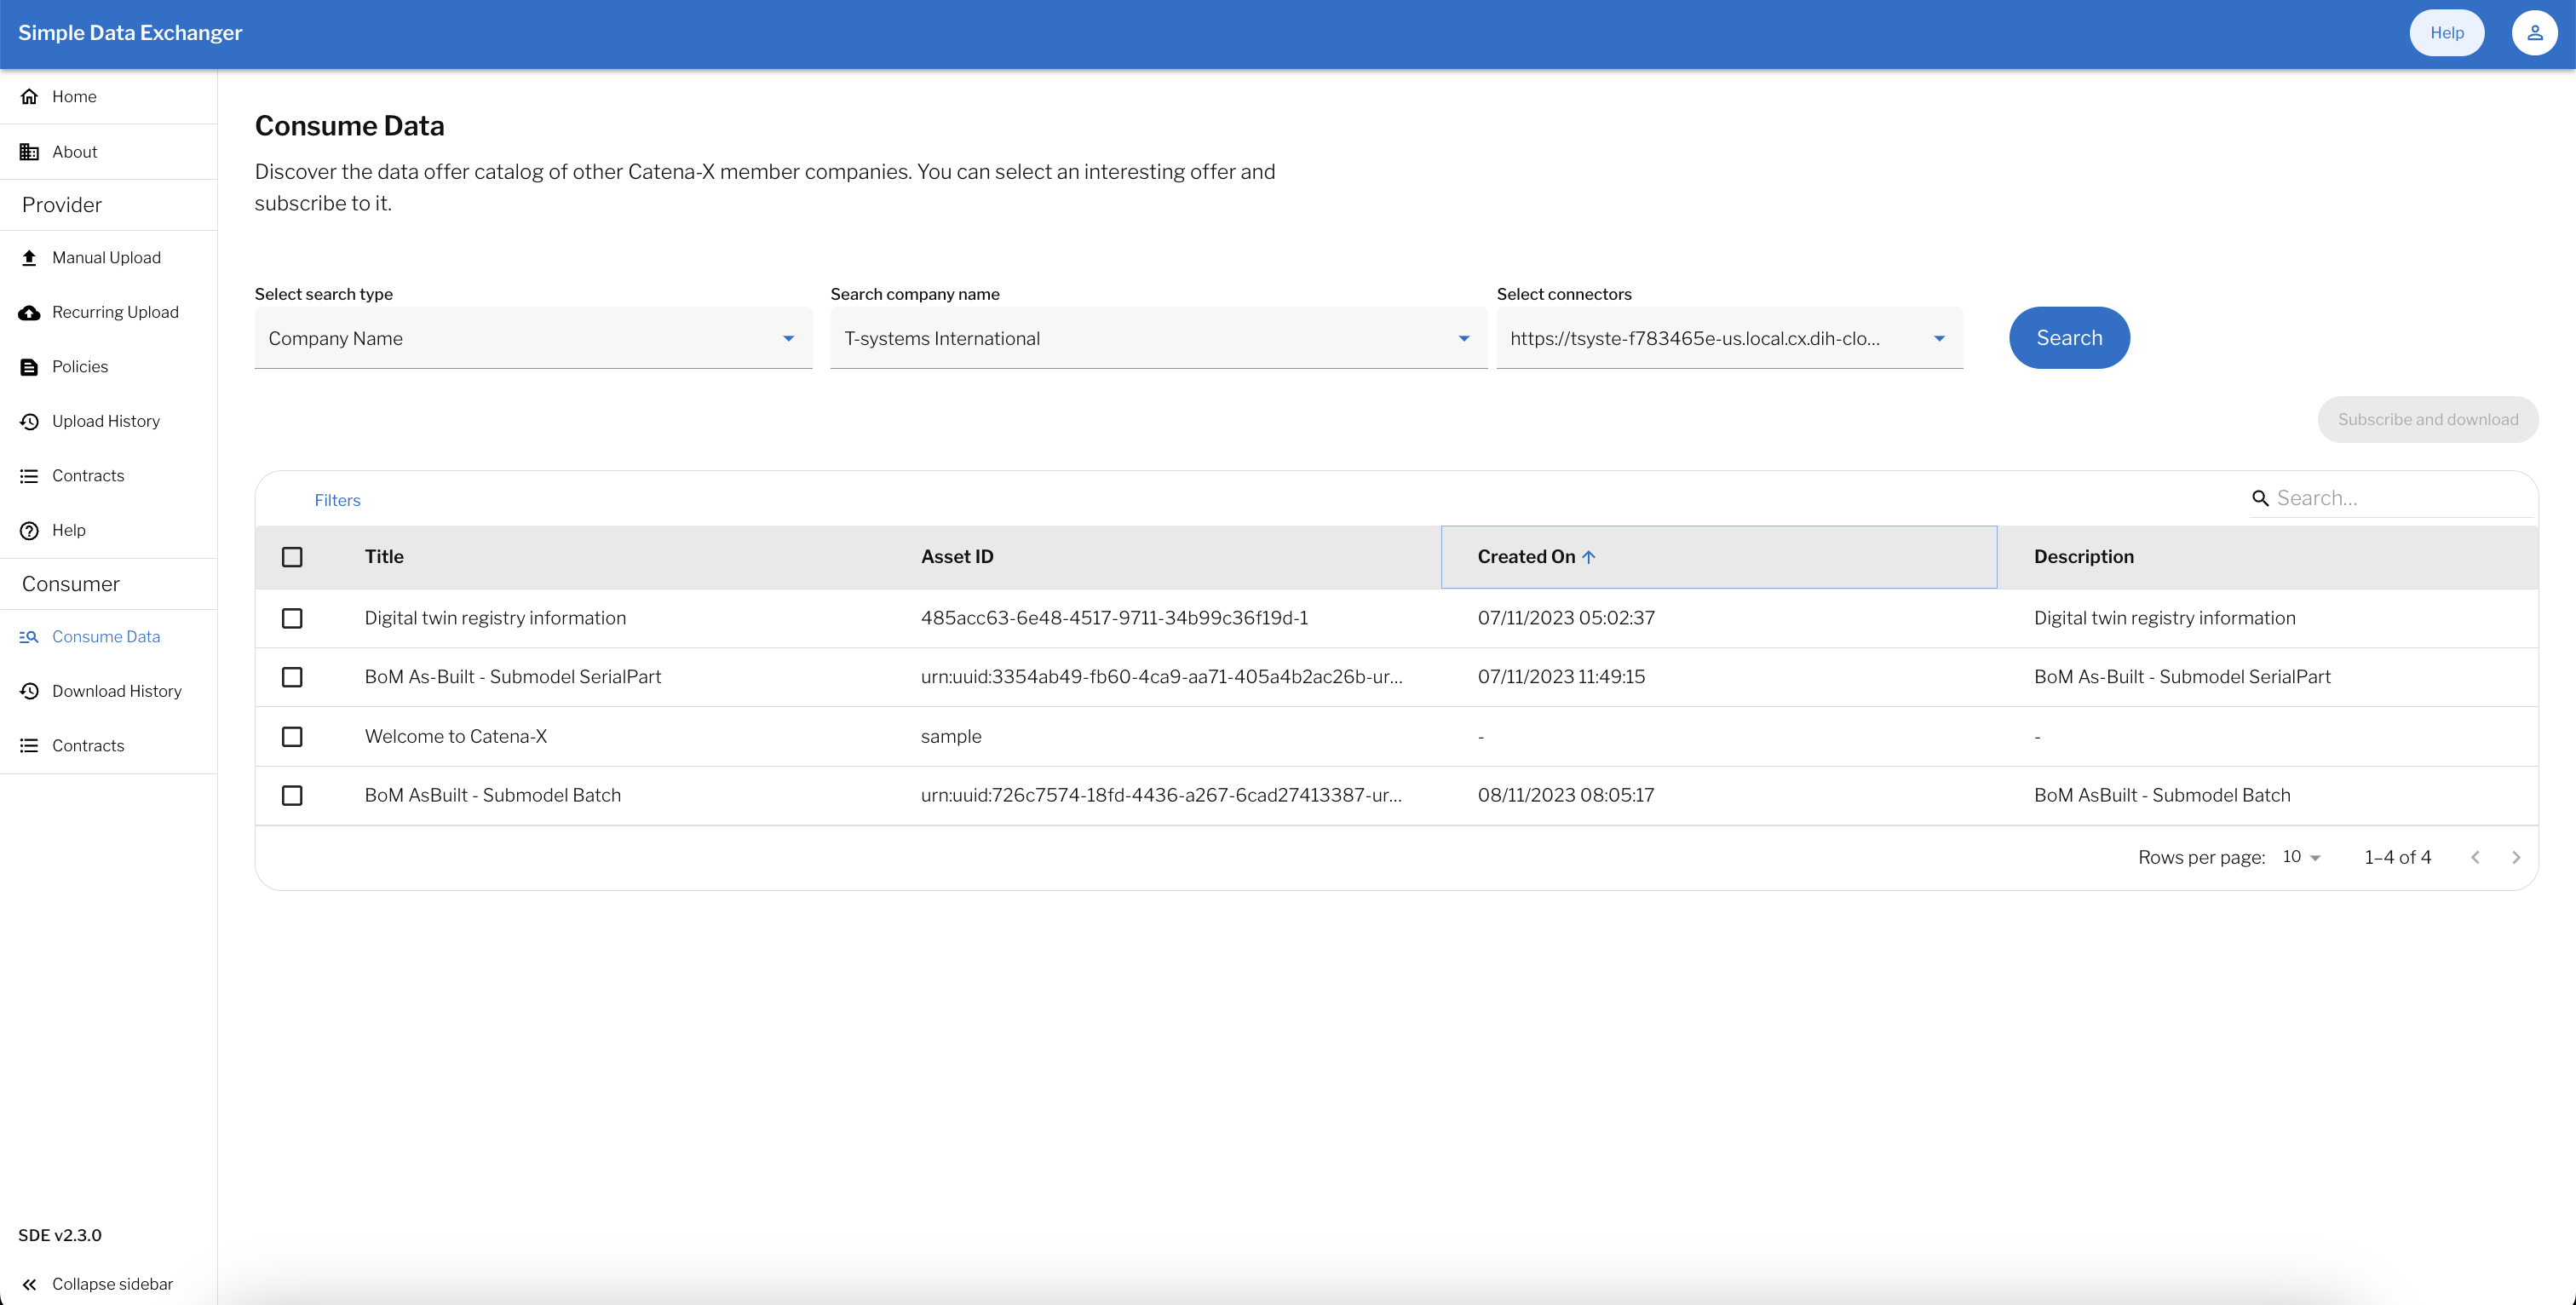 Simple Data Exchanger
Help
Home
About
Provider
Manual Upload
Recurring Upload
Policies
Upload History
Contracts
Help
Consumer
Consume Data
Download History
Contracts
SDE v2.3.0
Collapse sidebar
Consume Data
Discover the data offer catalog of other Catena-X member companies. You can select an interesting offer and
subscribe to it.
Select search type
Company Name
Search company name
T-systems International
Select connectors
https://tsyste-f783465e-us.local.cx.dih-clo...
Search
Subscribe and download
Filters
Search...
Title Asset ID Created On Description
Digital twin registry information 485acc63-6e48-4517-9711-34b99c36f19d-1 07/11/2023 05:02:37 Digital twin registry information
BoM As-Built - Submodel SerialPart urn:uuid:3354ab49-fb60-4ca9-aa71-405a4b2ac26b-ur... 07/11/2023 11:49:15 BoM As-Built - Submodel SerialPart
Welcome to Catena-X sample - -
BoM AsBuilt - Submodel Batch urn:uuid:726c7574-18fd-4436-a267-6cad27413387-ur... 08/11/2023 08:05:17 BoM AsBuilt - Submodel Batch
Rows per page: 10 1–4 of 4